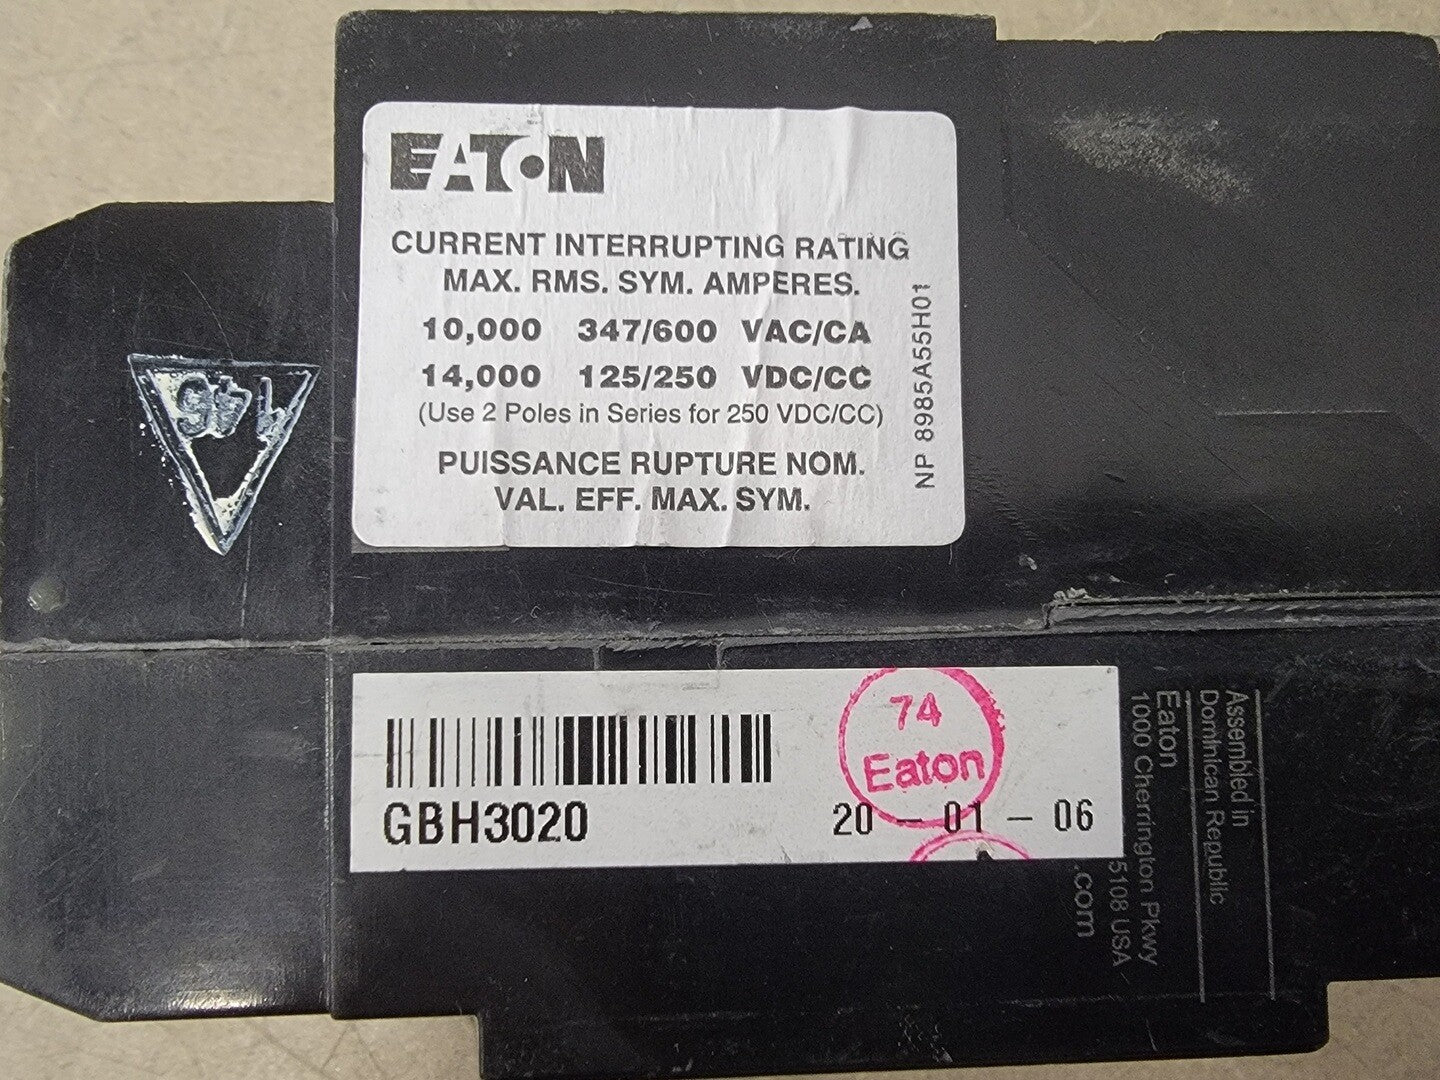 EATON
CURRENT INTERRUPTING RATING
MAX. RMS. SYM. AMPERES.
10,000 347/600 VAC/CA
14,000 125/250 VDC/CC
(Use 2 Poles in Series for 250 VDC/CC)
PUISSANCE RUPTURE NOM.
VAL. EFF. MAX. SYM.
NP 8985A55H01
GBH3020
74
Eaton
20 - 01 - 06
Assembled in
Dominican Republic
Eaton
1000 Cherrington Pkwy
5108 USA
.com